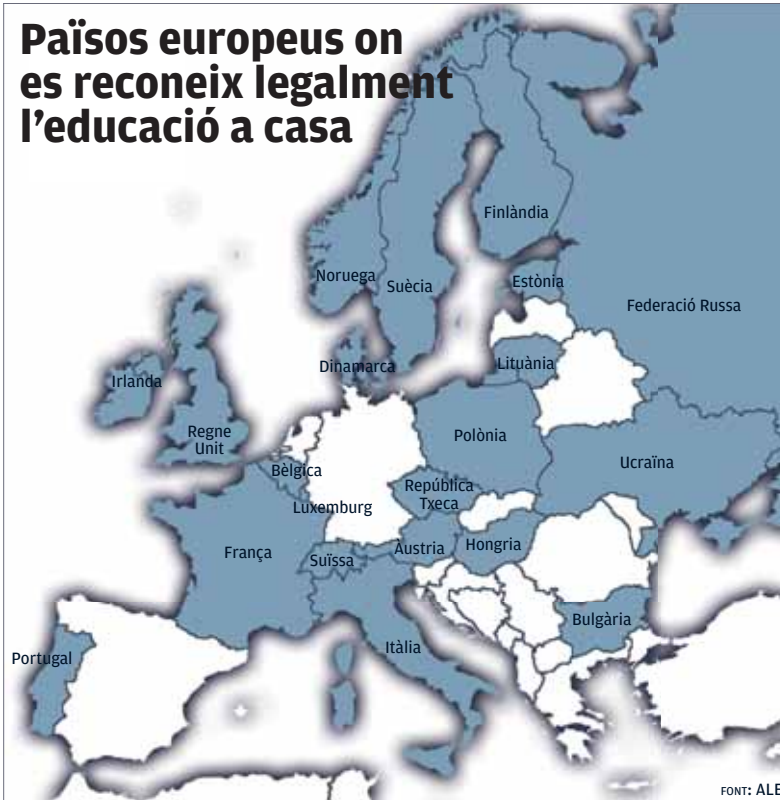 Països europeus on
es reconeix legalment
l'educació a casa
Finlàndia
Noruega
Suècia
Estònia
Federació Russa
Dinamarca
Lituània
Irlanda
Regne
Unit
Polònia
Bèlgica
Ucraïna
República
Txeca
Luxemburg
França
Suïssa
Àustria
Hongria
Bulgària
Itàlia
Portugal
FONT: ALE